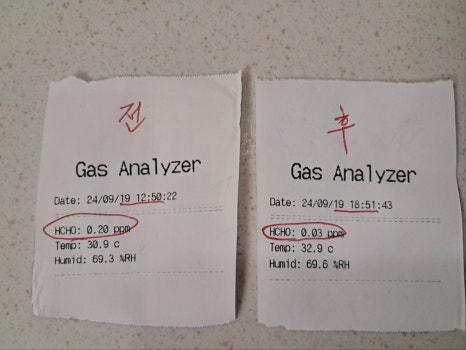 전
Gas Analyzer
Date: 24/09/19 12:50:22
HCHO: 0.20 ppm
Temp: 30.9 c
Humid: 69.3 %RH
후
Gas Analyzer
Date: 24/09/19 18:51:43
HCHO: 0.03 ppm
Temp: 32.9 c
Humid: 69.6 %RH